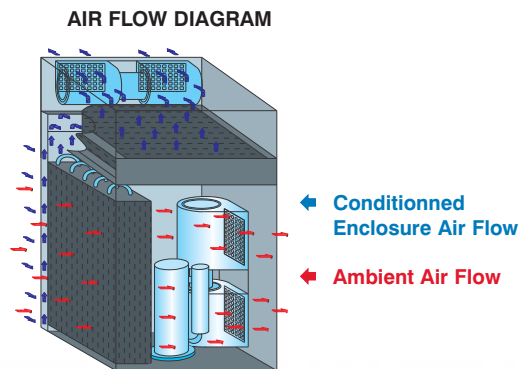 AIR FLOW DIAGRAM
Conditionned
Enclosure Air Flow
Ambient Air Flow